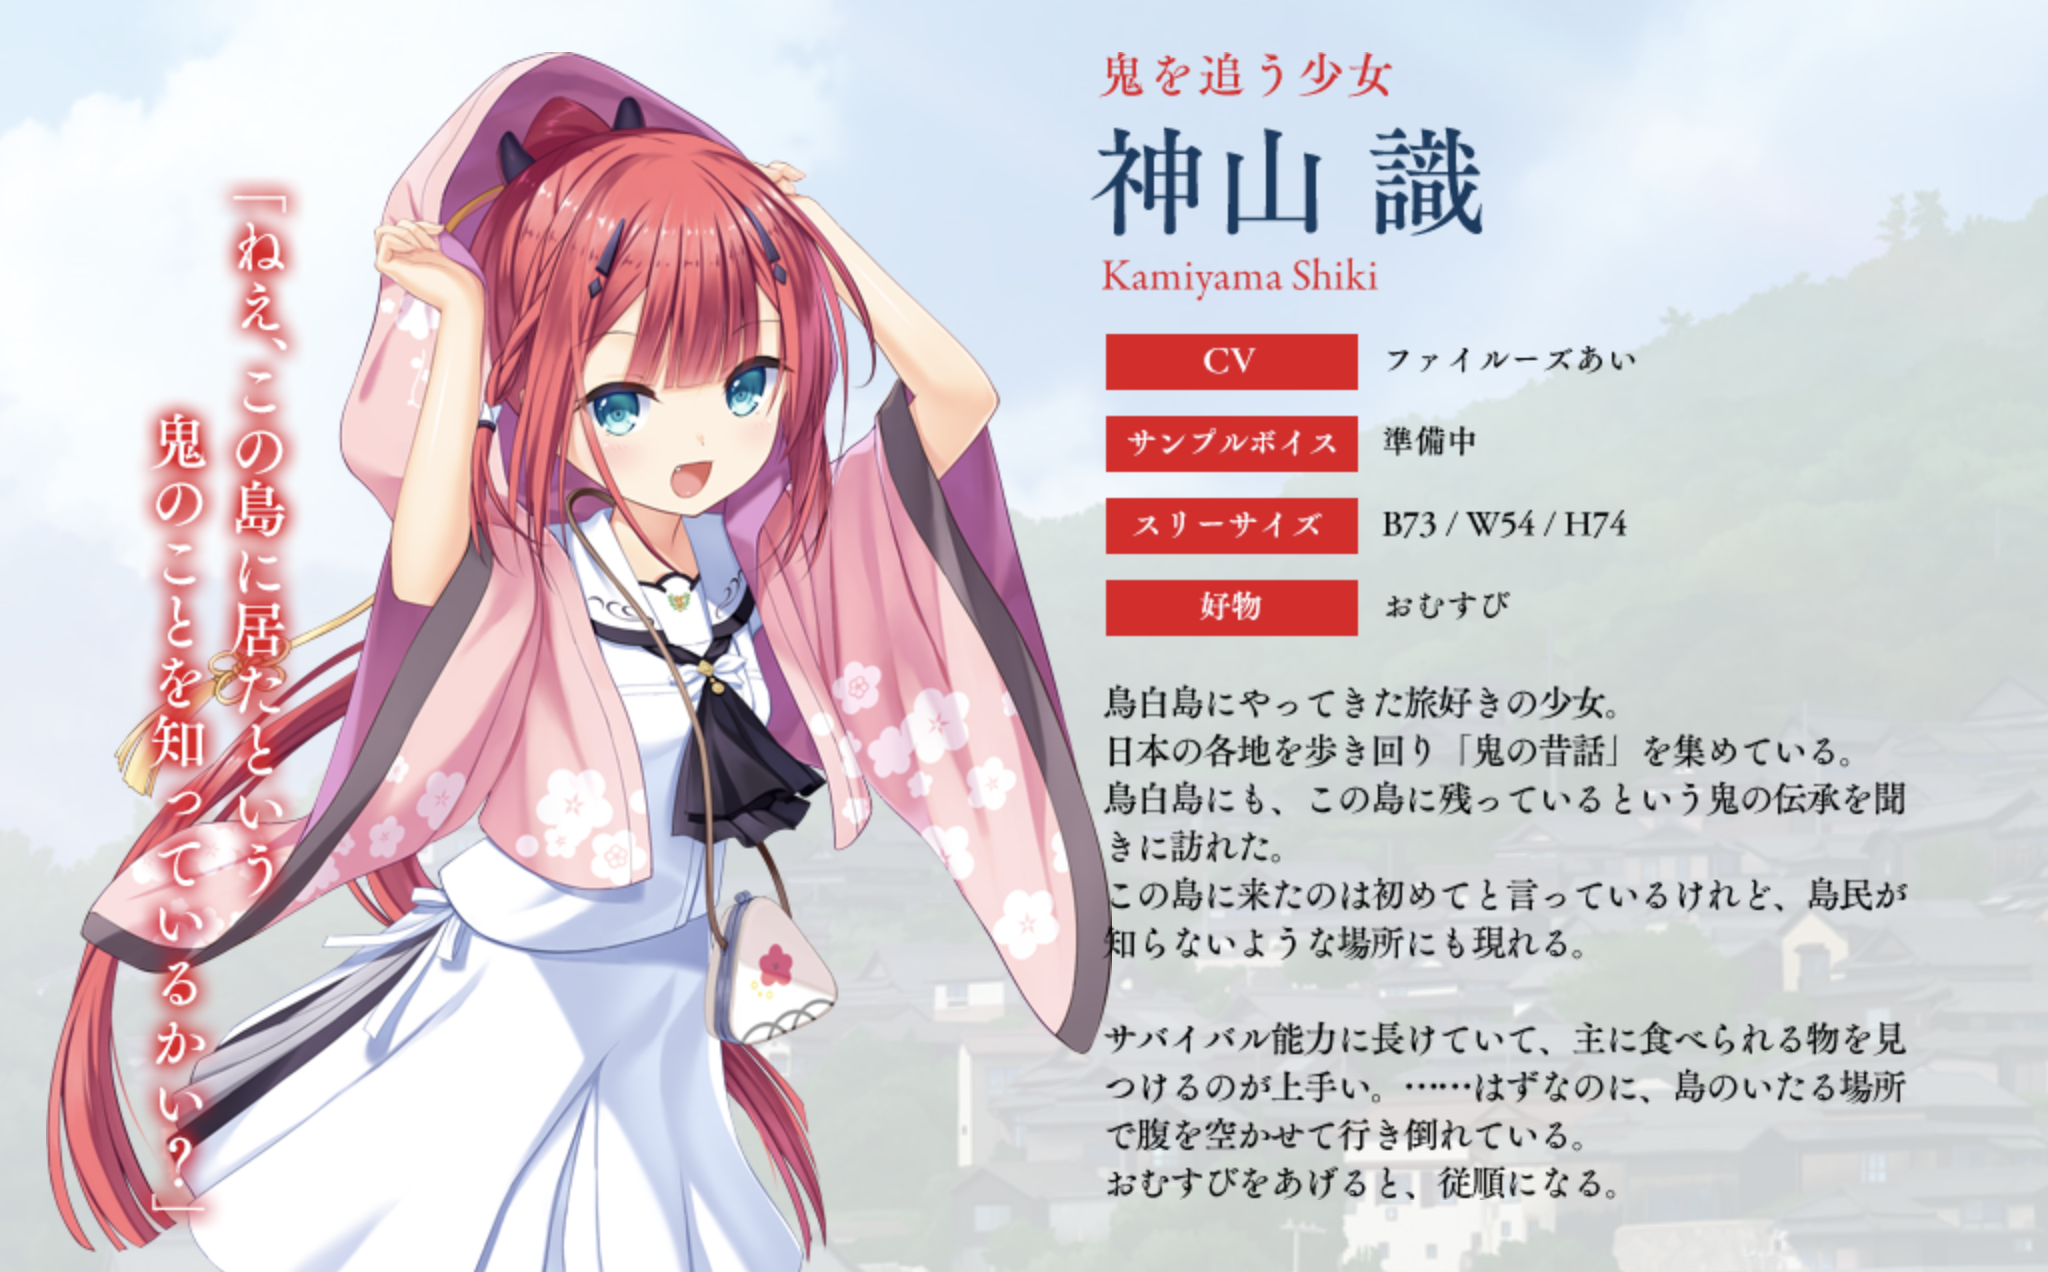 「ねえ、この島に居たという
鬼のことを知っているかい？」
鬼を追う少女
神山 識
Kamiyama Shiki
CV ファイルーズあい
サンプルボイス 準備中
スリーサイズ B73 / W54 / H74
好物 おむすび
鳥白島にやってきた旅好きの少女。
日本の各地を歩き回り「鬼の昔話」を集めている。
鳥白島にも、この島に残っているという鬼の伝承を聞
きに訪れた。
この島に来たのは初めてと言っているけれど、島民が
知らないような場所にも現れる。
サバイバル能力に長けていて、主に食べられる物を見
つけるのが上手い。……はずなのに、島のいたる場所
で腹を空かせて行き倒れている。
おむすびをあげると、従順になる。